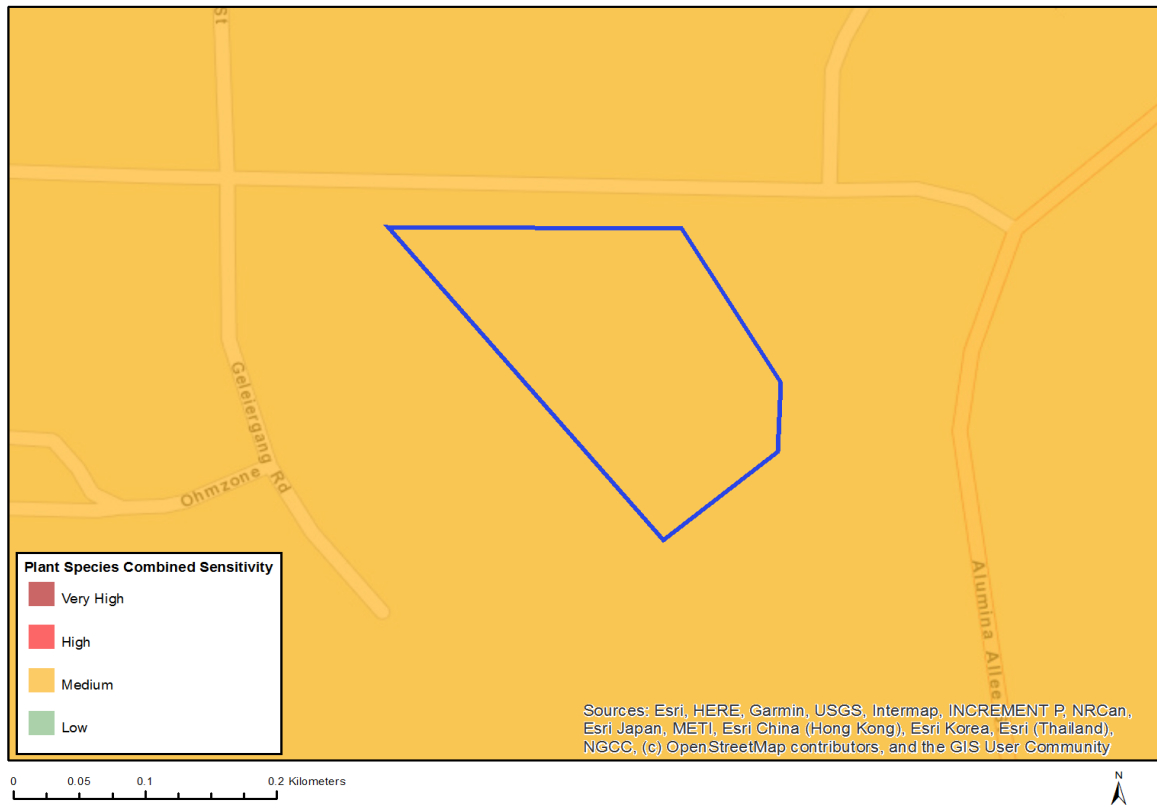 St
Geleiergang Rd
Ohmzone
Alumina Allee
Plant Species Combined Sensitivity
Very High
High
Medium
Low
Sources: Esri, HERE, Garmin, USGS, Intermap, INCREMENT P, NRCan,
Esri Japan, METI, Esri China (Hong Kong), Esri Korea, Esri (Thailand),
NGCC, (c) OpenStreetMap contributors, and the GIS User Community
0 0.05 0.1 0.2 Kilometers
N